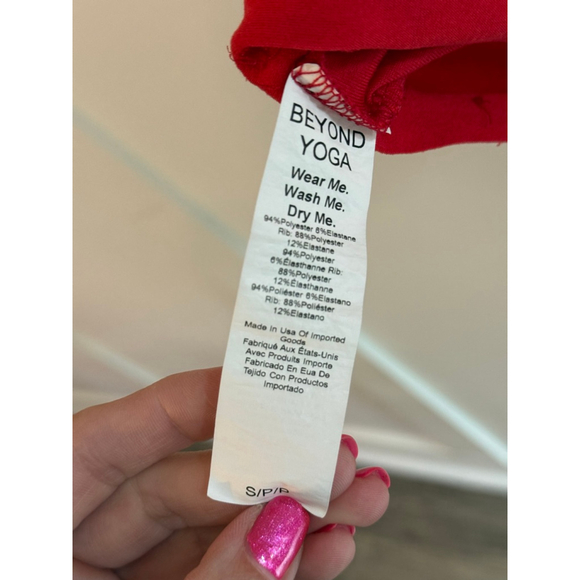 BEYOND
YOGA
Wear Me.
Wash Me.
Dry Me.
94%Polyester 6%Elastane
Rib: 88%Polyester
12%Elastane
94%Polyester
6%Élasthanne Rib:
88%Polyester
12%Élasthanne
94%Poliéster 6%Elastano
Rib: 88%Poliéster
12%Elastano
Made In Usa Of Imported
Goods
Fabriqué Aux États-Unis
Avec Produits Importe
Fabricado En Eua De
Tejido Con Productos
Importado
S/P/P